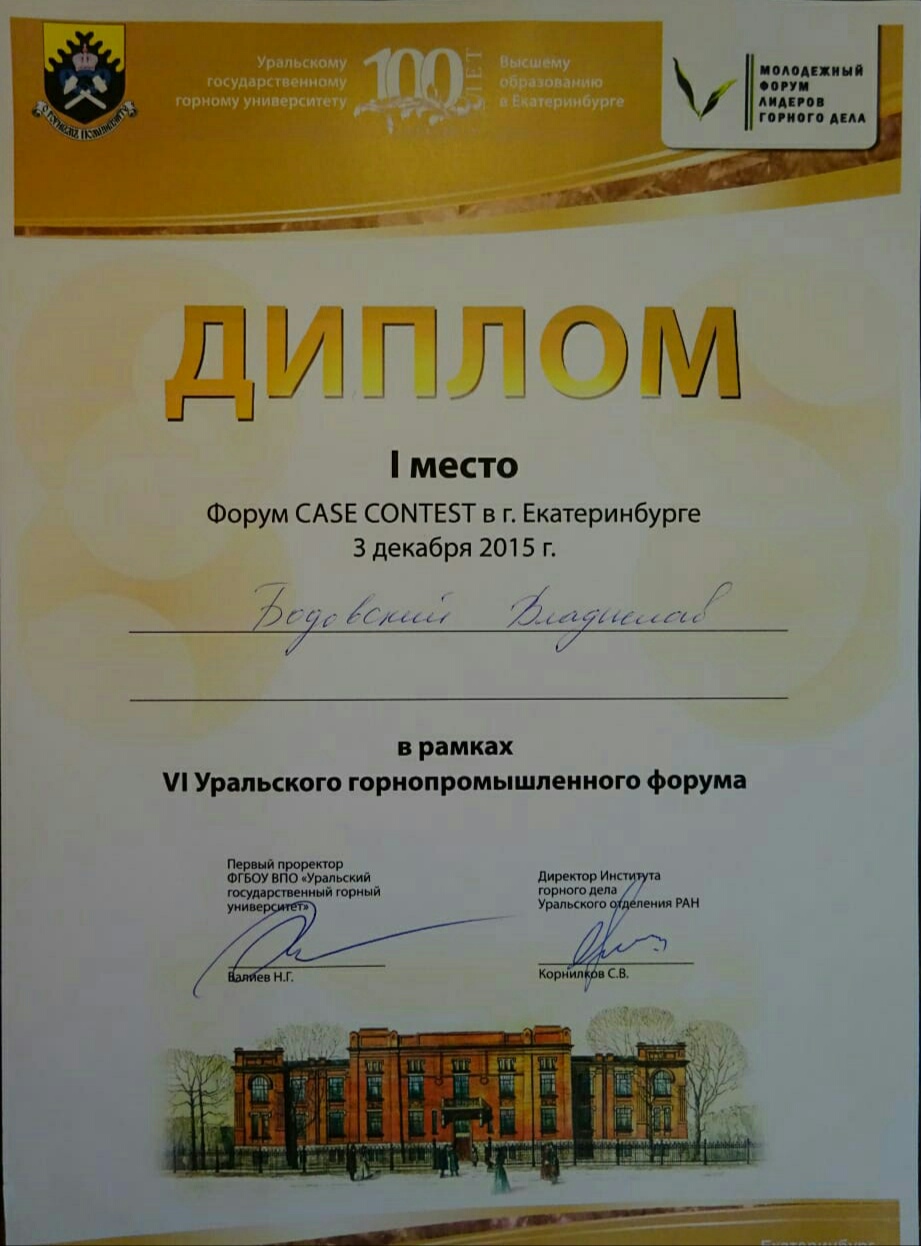 Уральскому
государственному
горному университету
100 ЛЕТ
Высшему
образованию
в Екатеринбурге
МОЛОДЕЖНЫЙ
ФОРУМ
ЛИДЕРОВ
ГОРНОГО ДЕЛА
ДИПЛОМ
I место
Форум CASE CONTEST в г. Екатеринбурге
3 декабря 2015 г.
Бодовский Владислав
в рамках
VI Уральского горнопромышленного форума
Первый проректор
ФГБОУ ВПО «Уральский
государственный горный
университет»
Валиев Н.Г.
Директор Института
горного дела
Уральского отделения РАН
Корнилков С.В.